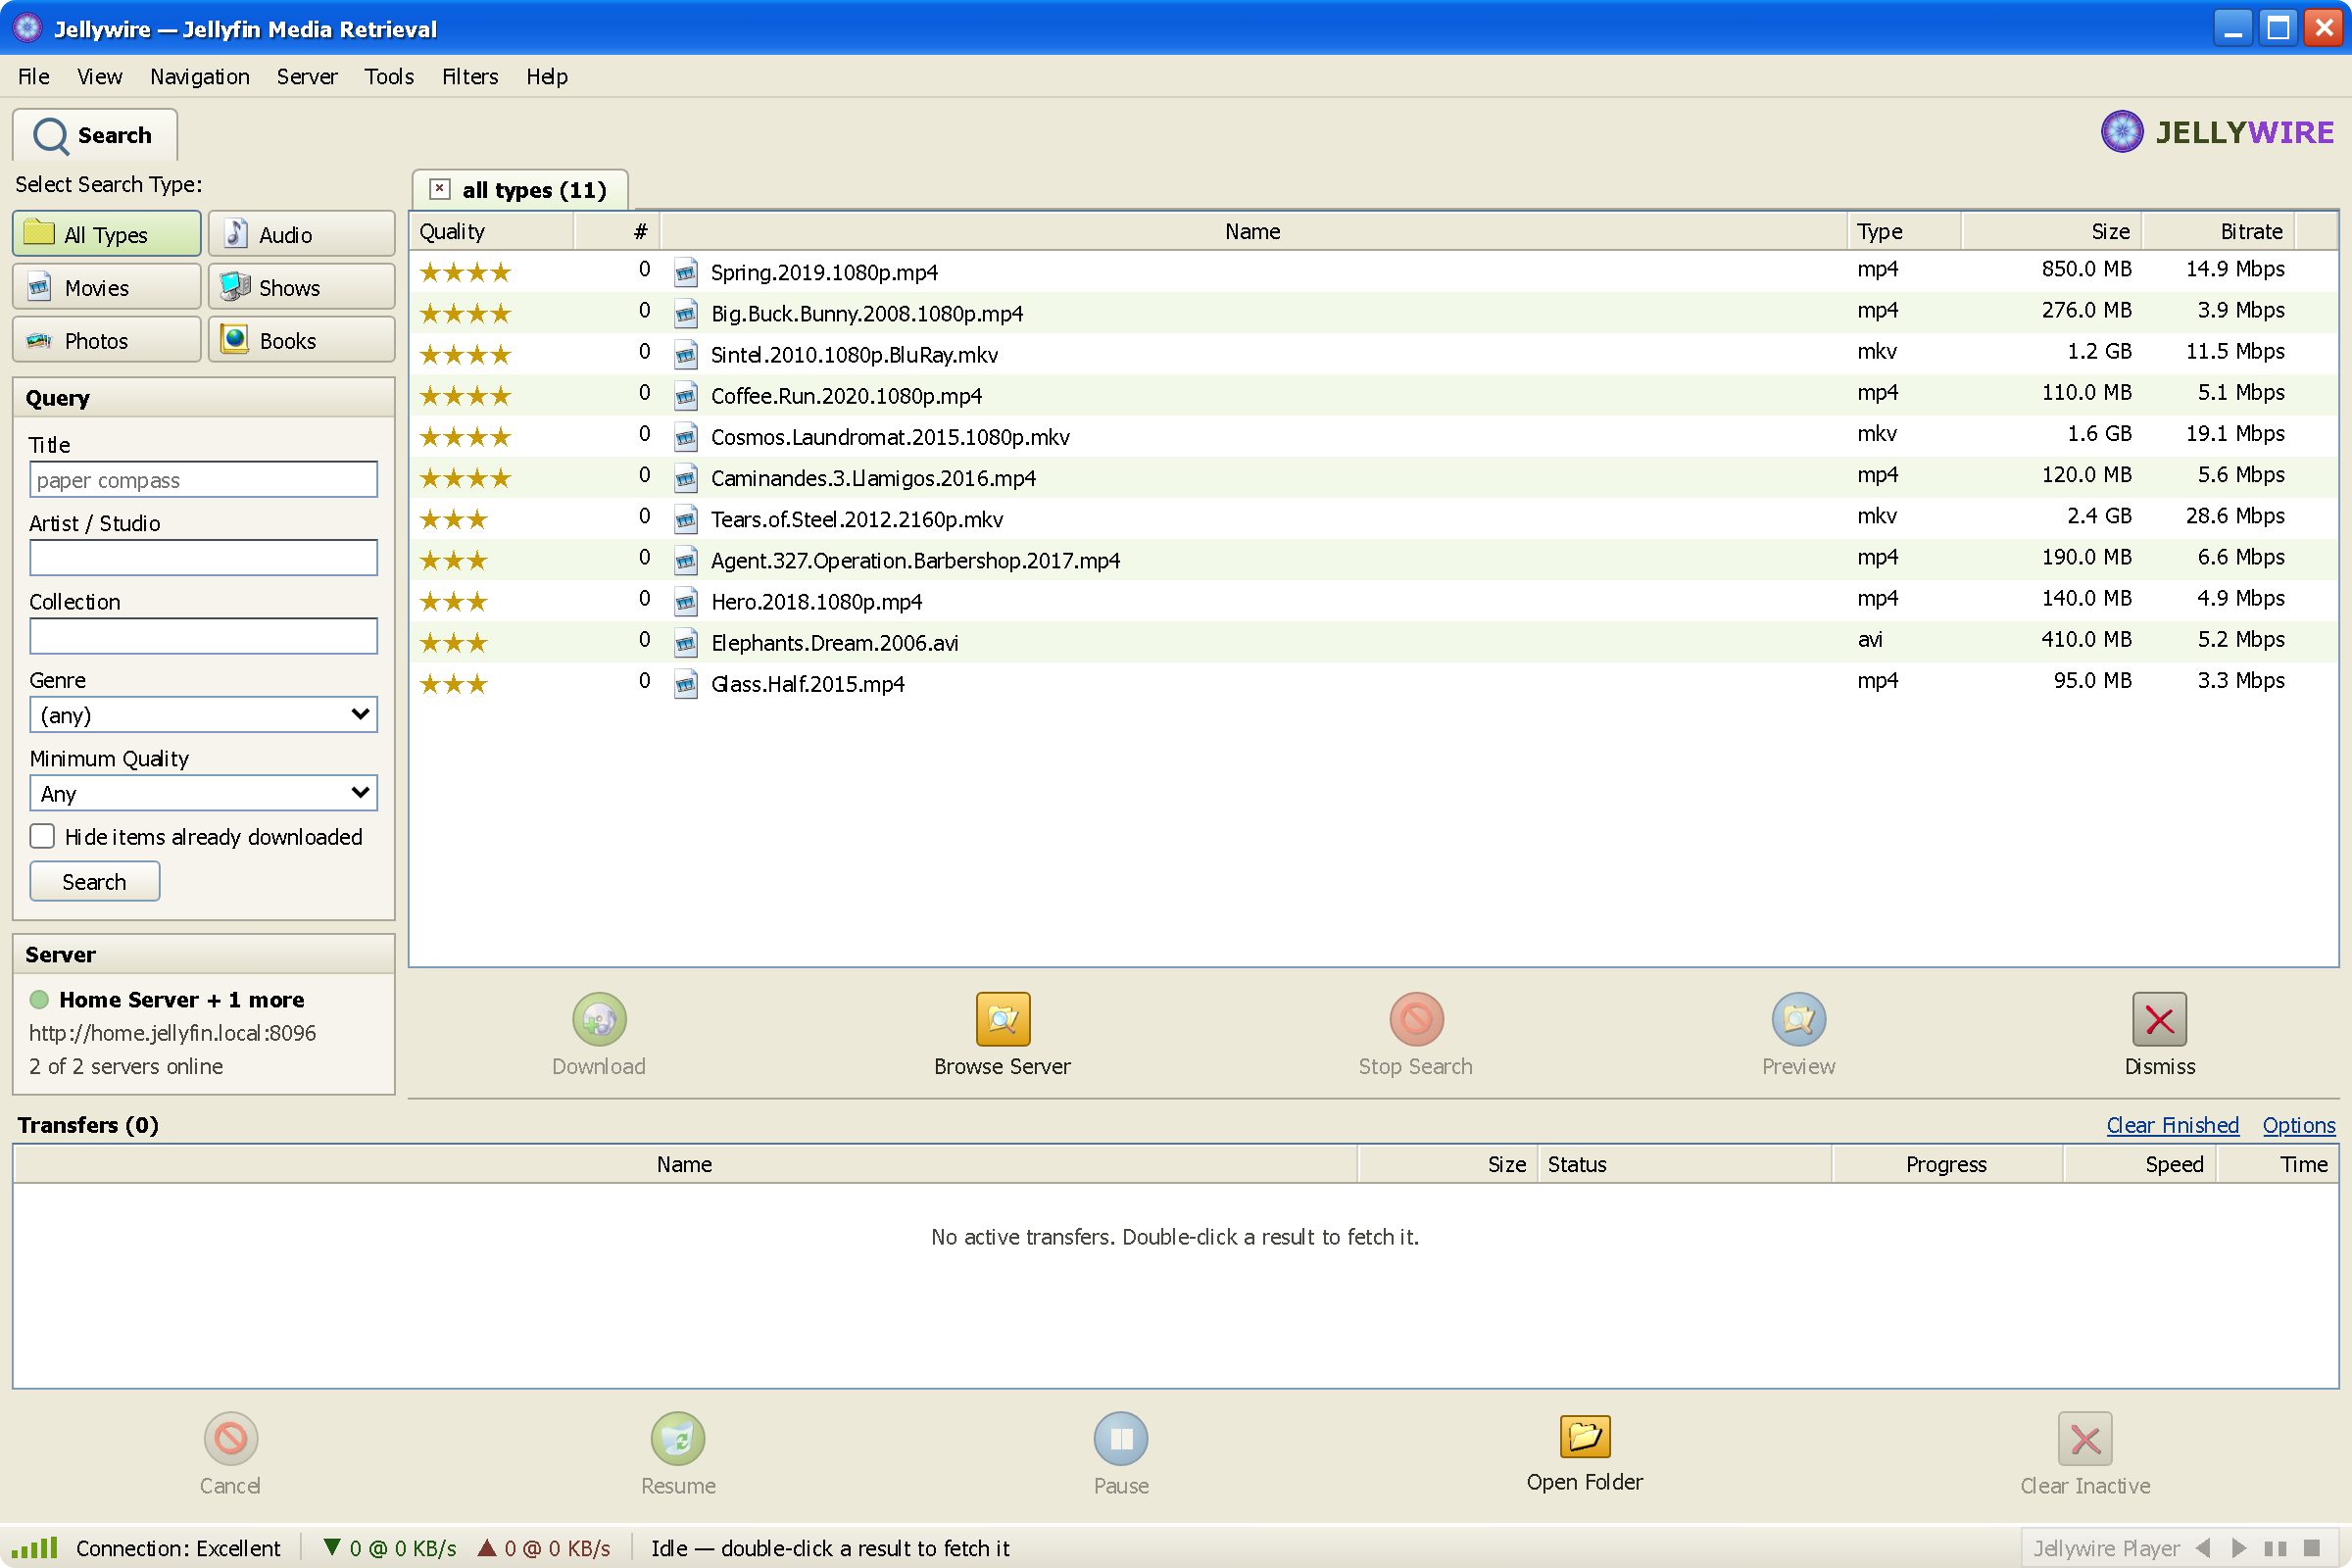 Jellywire — Jellyfin Media Retrieval
File View Navigation Server Tools Filters Help
Search
JELLYWIRE
Select Search Type:
All Types Audio
Movies Shows
Photos Books
Query
Title
paper compass
Artist / Studio
Collection
Genre
(any)
Minimum Quality
Any
Hide items already downloaded
Search
Server
Home Server + 1 more
http://home.jellyfin.local:8096
2 of 2 servers online
all types (11)
Quality # Name Type Size Bitrate
★★★★ 0 Spring.2019.1080p.mp4 mp4 850.0 MB 14.9 Mbps
★★★★ 0 Big.Buck.Bunny.2008.1080p.mp4 mp4 276.0 MB 3.9 Mbps
★★★★ 0 Sintel.2010.1080p.BluRay.mkv mkv 1.2 GB 11.5 Mbps
★★★★ 0 Coffee.Run.2020.1080p.mp4 mp4 110.0 MB 5.1 Mbps
★★★★ 0 Cosmos.Laundromat.2015.1080p.mkv mkv 1.6 GB 19.1 Mbps
★★★★ 0 Caminandes.3.Llamigos.2016.mp4 mp4 120.0 MB 5.6 Mbps
★★★ 0 Tears.of.Steel.2012.2160p.mkv mkv 2.4 GB 28.6 Mbps
★★★ 0 Agent.327.Operation.Barbershop.2017.mp4 mp4 190.0 MB 6.6 Mbps
★★★ 0 Hero.2018.1080p.mp4 mp4 140.0 MB 4.9 Mbps
★★★ 0 Elephants.Dream.2006.avi avi 410.0 MB 5.2 Mbps
★★★ 0 Glass.Half.2015.mp4 mp4 95.0 MB 3.3 Mbps
Download Browse Server Stop Search Preview Dismiss
Transfers (0) Clear Finished Options
Name Size Status Progress Speed Time
No active transfers. Double-click a result to fetch it.
Cancel Resume Pause Open Folder Clear Inactive
Connection: Excellent 0 @ 0 KB/s 0 @ 0 KB/s Idle — double-click a result to fetch it Jellywire Player